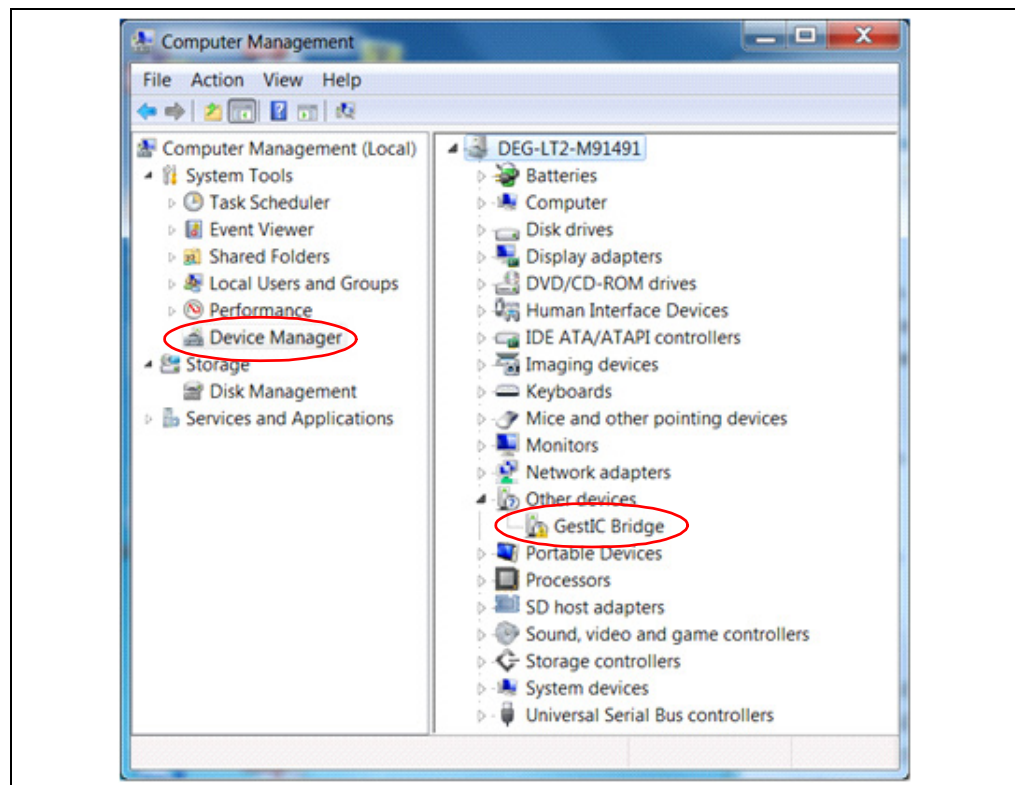 Computer Management
File Action View Help
Computer Management (Local)
System Tools
Task Scheduler
Event Viewer
Shared Folders
Local Users and Groups
Performance
Device Manager
Storage
Disk Management
Services and Applications
DEG-LT2-M91491
Batteries
Computer
Disk drives
Display adapters
DVD/CD-ROM drives
Human Interface Devices
IDE ATA/ATAPI controllers
Imaging devices
Keyboards
Mice and other pointing devices
Monitors
Network adapters
Other devices
GestIC Bridge
Portable Devices
Processors
SD host adapters
Sound, video and game controllers
Storage controllers
System devices
Universal Serial Bus controllers